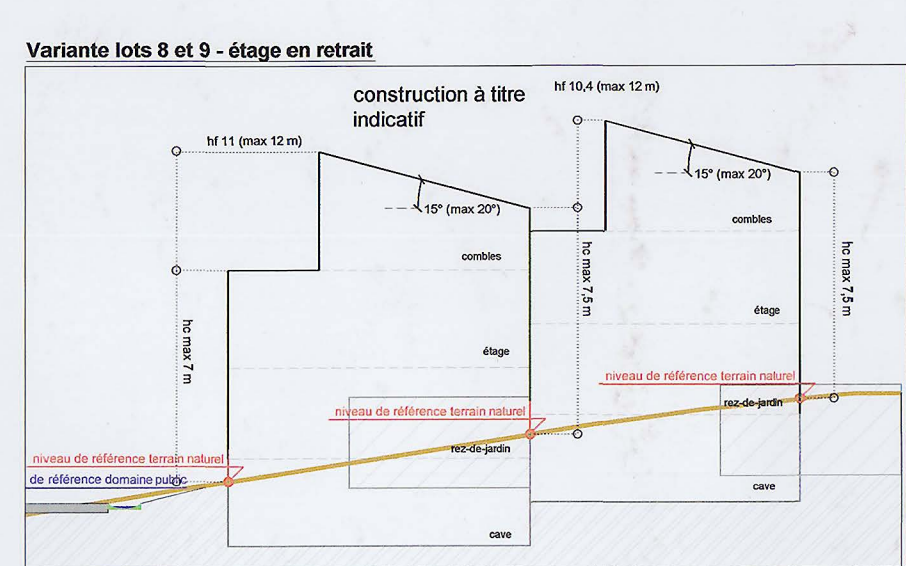 Variante lots 8 et 9 - étage en retrait
construction à titre
indicatif
hf 10,4 (max 12 m)
hf 11 (max 12 m)
15° (max 20°)
15° (max 20°)
combles
combles
hc max 7,5 m
hc max 7,5 m
étage
hc max 7 m
étage
niveau de référence terrain naturel
rez-de-jardin
niveau de référence terrain naturel
rez-de-jardin
niveau de référence terrain naturel
de référence domaine public
cave
cave